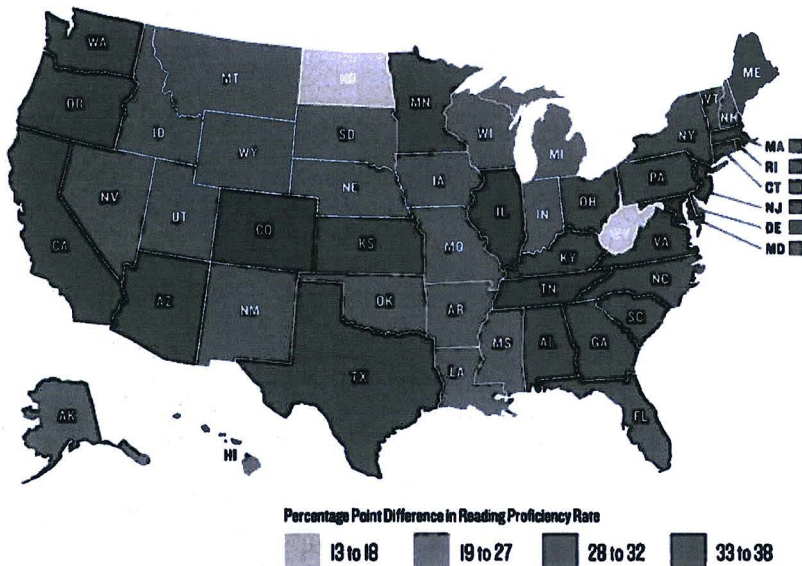 WA
ME
MT
ND
MN
VT
OR
NH
ID
SD
WI
NY
MA
WY
MI
RI
CT
IA
PA
NE
NJ
NV
OH
IL
IN
DE
UT
MD
CO
WV
CA
KS
MO
VA
KY
NC
TN
AZ
OK
NM
AR
SC
MS
AL
GA
TX
LA
AK
FL
HI
Percentage Point Difference in Reading Proficiency Rate
13 to 18
19 to 27
28 to 32
33 to 38